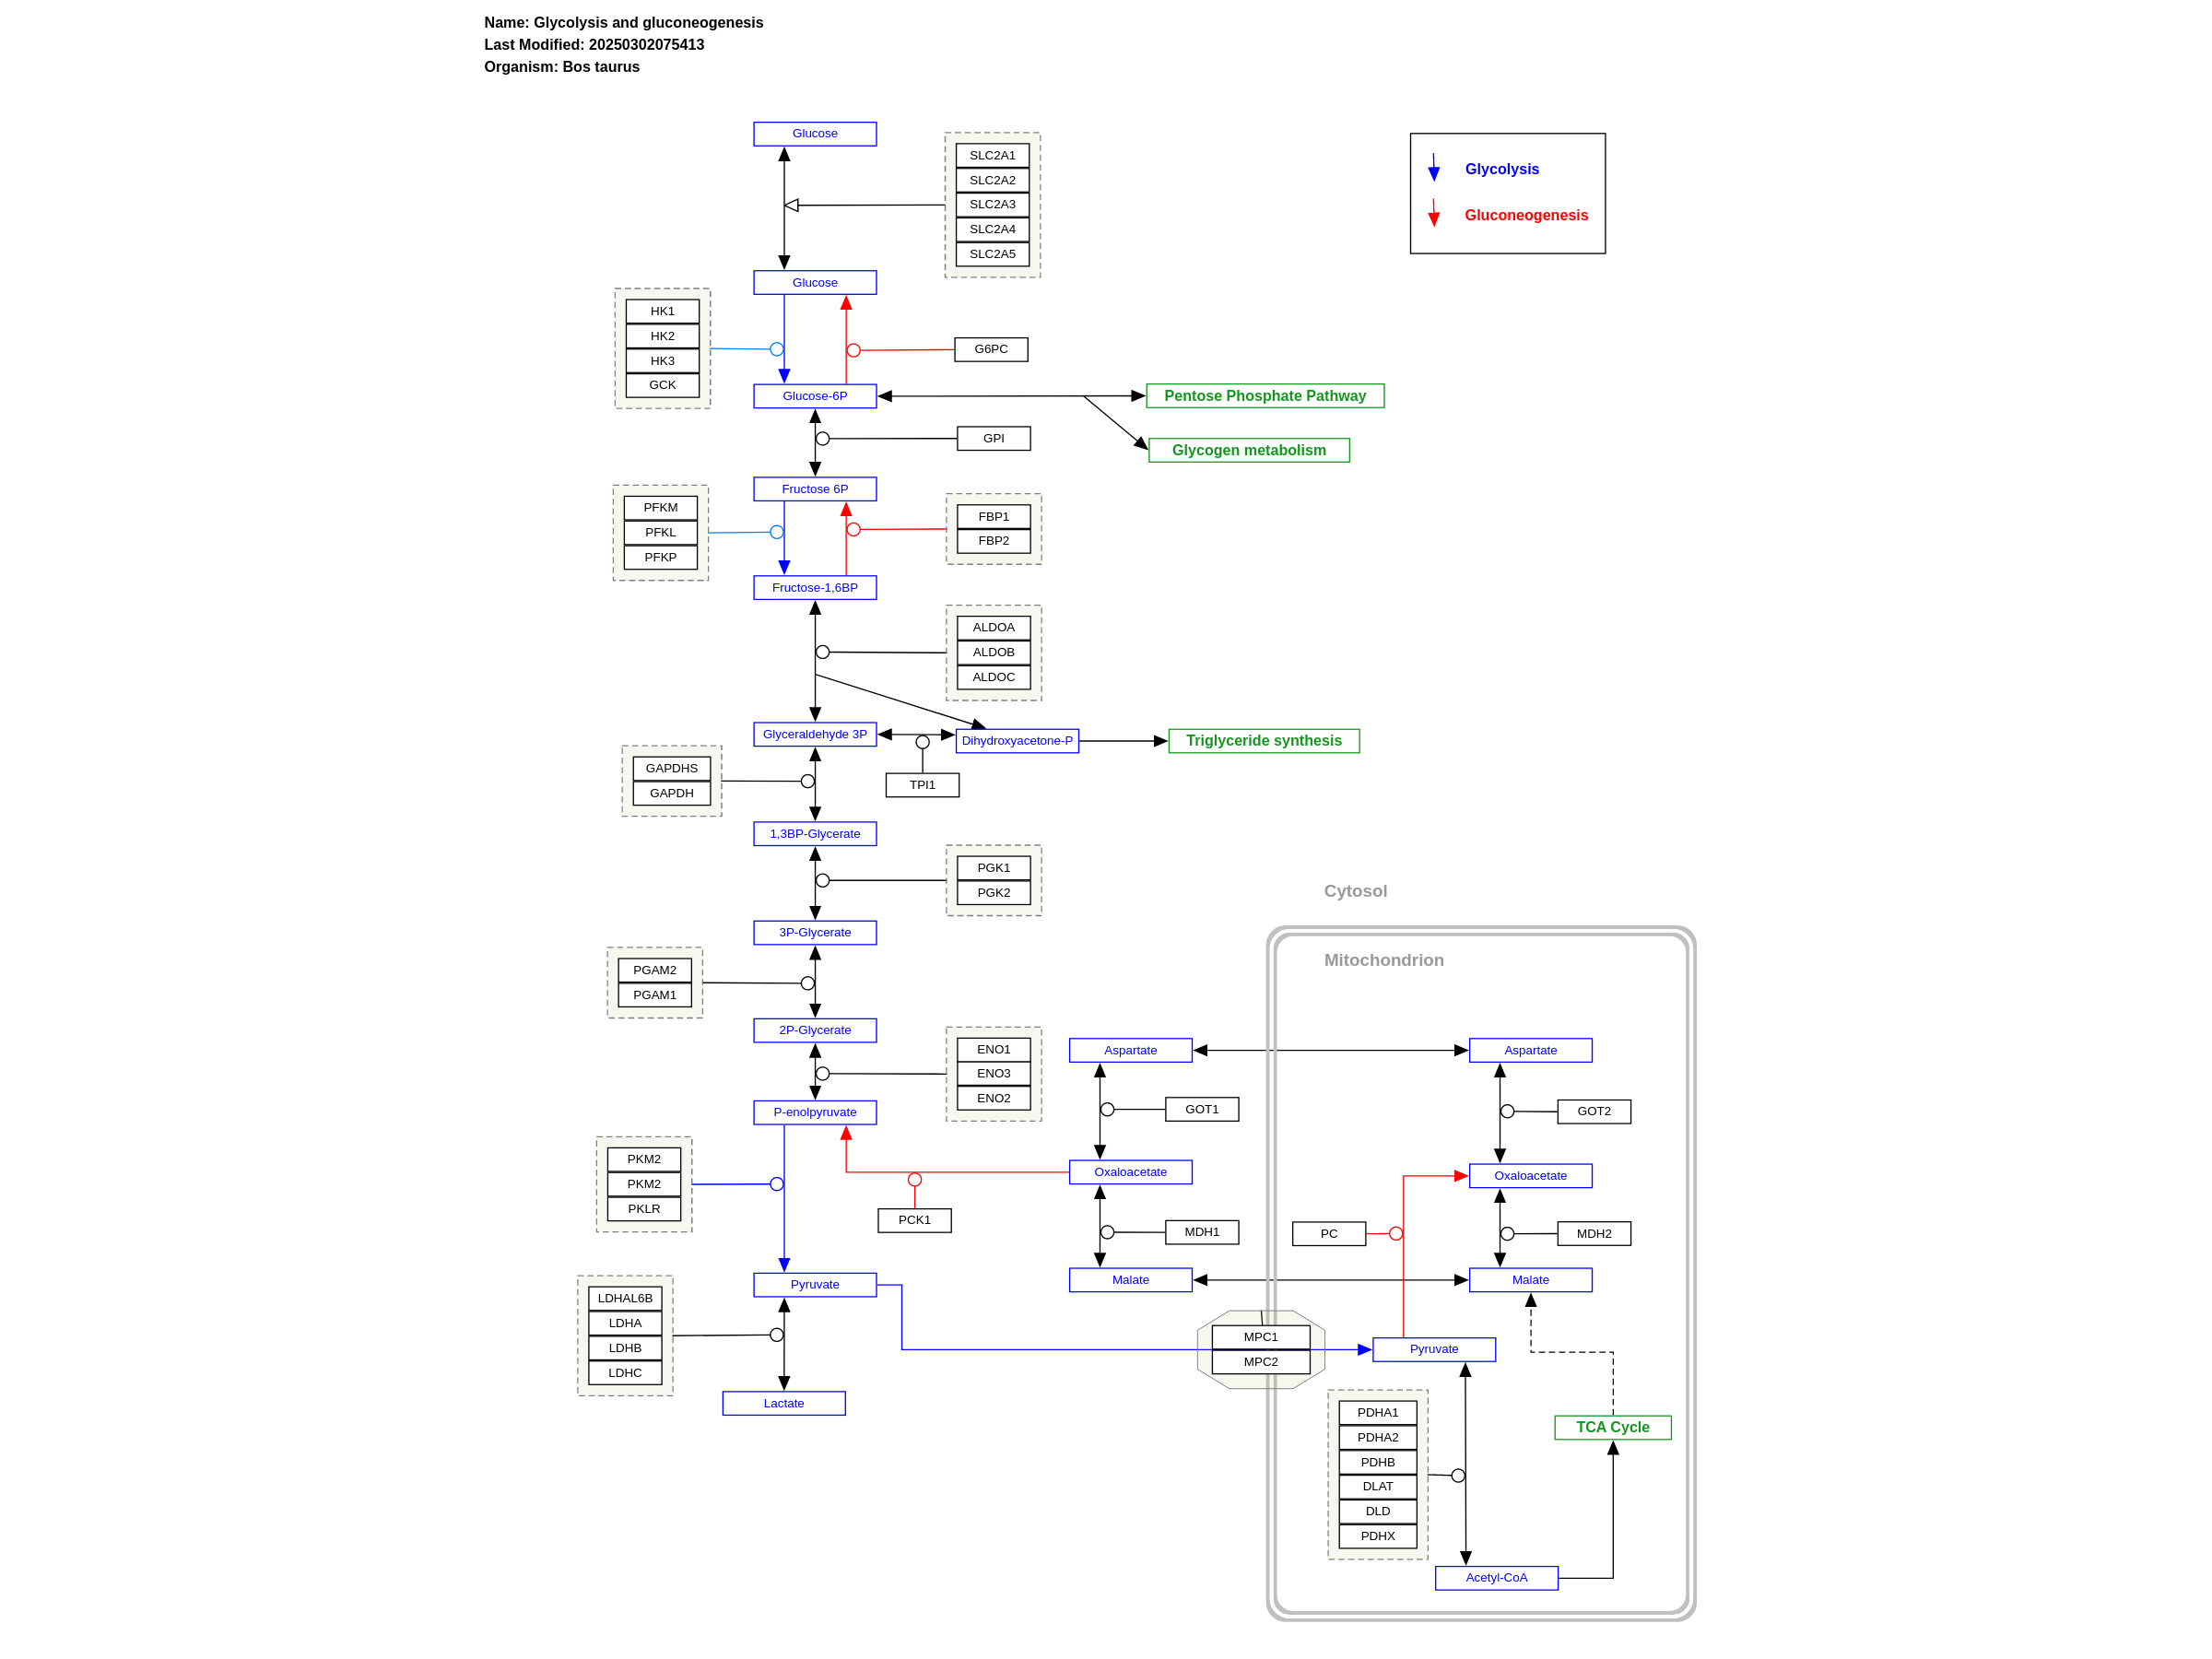 Name: Glycolysis and gluconeogenesis
Last Modified: 20250302075413
Organism: Bos taurus
Glucose
SLC2A1
SLC2A2
SLC2A3
SLC2A4
SLC2A5
Glycolysis
Gluconeogenesis
Glucose
HK1
HK2
HK3
GCK
G6PC
Glucose-6P
Pentose Phosphate Pathway
GPI
Glycogen metabolism
Fructose 6P
PFKM
PFKL
PFKP
FBP1
FBP2
Fructose-1,6BP
ALDOA
ALDOB
ALDOC
Glyceraldehyde 3P
Dihydroxyacetone-P
Triglyceride synthesis
GAPDHS
GAPDH
TPI1
1,3BP-Glycerate
PGK1
PGK2
Cytosol
3P-Glycerate
Mitochondrion
PGAM2
PGAM1
2P-Glycerate
ENO1
ENO3
ENO2
Aspartate
Aspartate
P-enolpyruvate
GOT1
GOT2
PKM2
PKM2
PKLR
Oxaloacetate
Oxaloacetate
PCK1
MDH1
PC
MDH2
Pyruvate
Malate
Malate
LDHAL6B
LDHA
LDHB
LDHC
MPC1
MPC2
Pyruvate
Lactate
PDHA1
PDHA2
PDHB
DLAT
DLD
PDHX
TCA Cycle
Acetyl-CoA